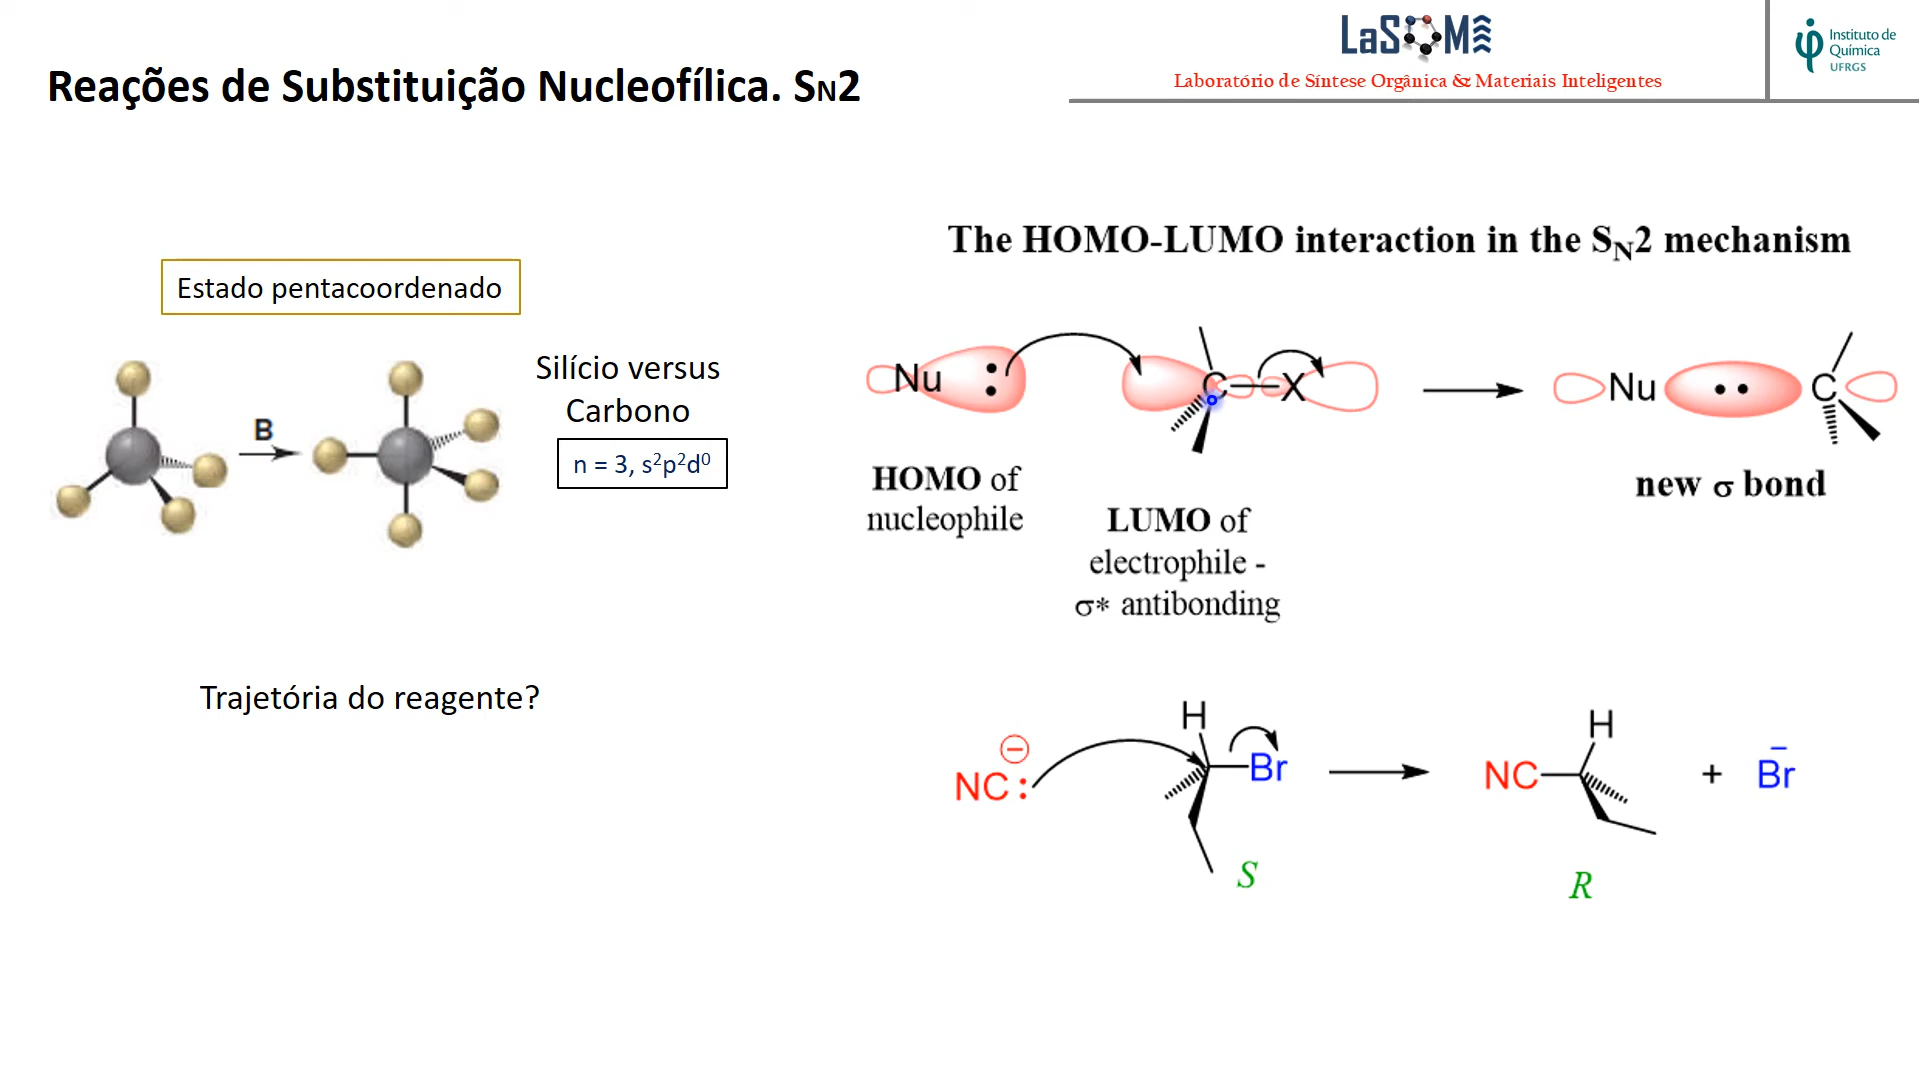 LaSOMe
Laboratório de Síntese Orgânica & Materiais Inteligentes
Instituto de
Química
UFRGS
Reações de Substituição Nucleofílica. SN2
Estado pentacoordenado
B
Silício versus
Carbono
n = 3, s²p²d⁰
Trajetória do reagente?
The HOMO-LUMO interaction in the SN2 mechanism
Nu : C X Nu •• C
HOMO of
nucleophile
LUMO of
electrophile -
σ* antibonding
new σ bond
H H
NC: − Br NC + Br −
S R